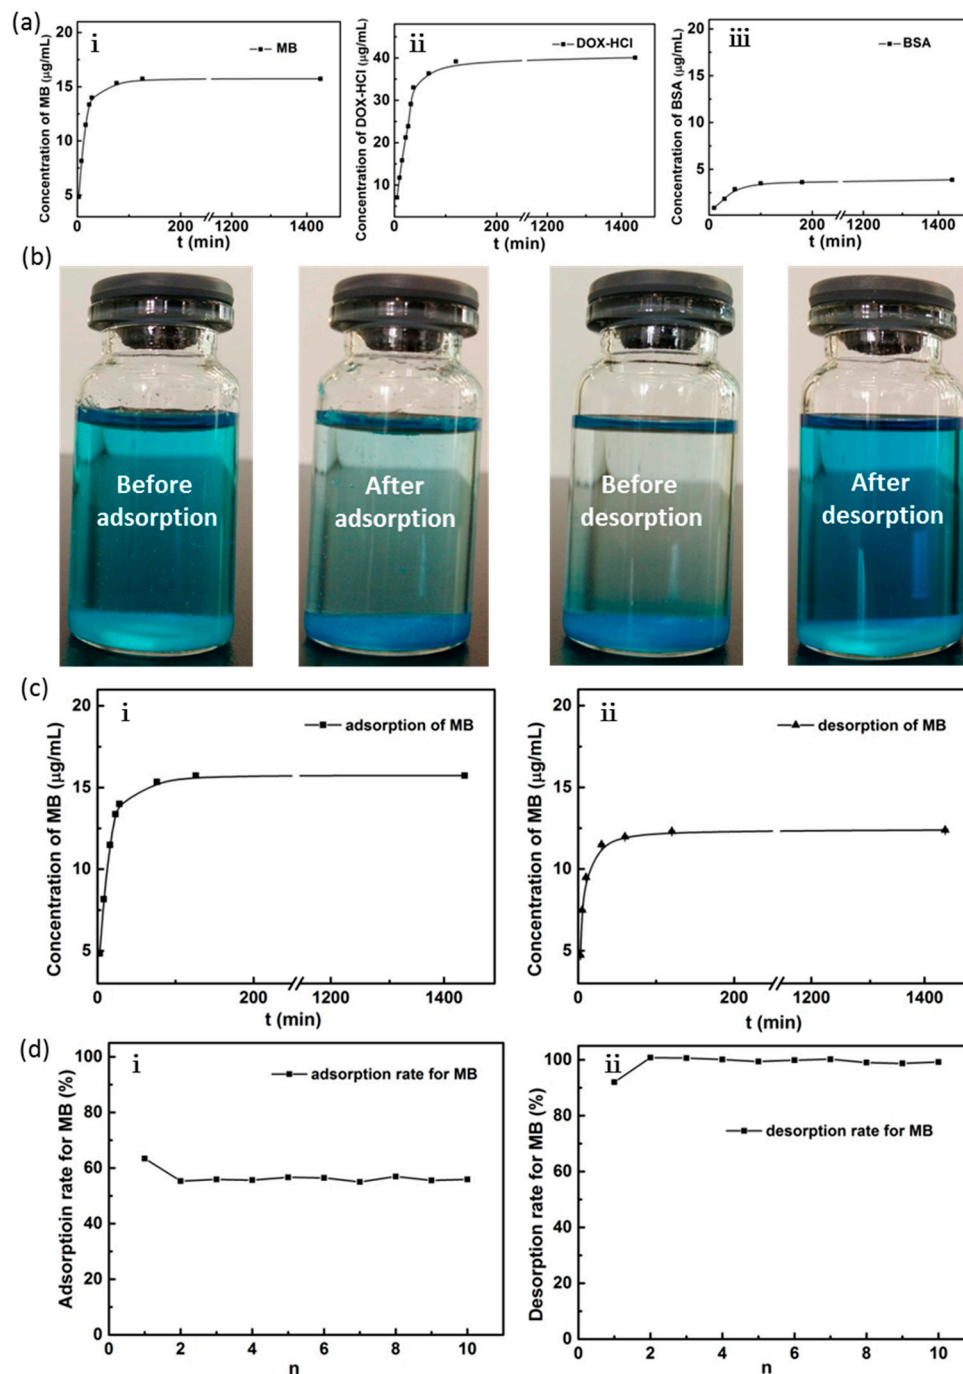 (a)
i
MB
Concentration of MB (μg/mL)
20
15
10
5
0
200
1200
1400
t (min)
ii
DOX-HCl
Concentration of DOX-HCl (μg/mL)
40
30
20
10
0
200
1200
1400
t (min)
iii
BSA
Concentration of BSA (μg/mL)
20
15
10
5
0
0
200
1200
1400
t (min)
(b)
Before
adsorption
After
adsorption
Before
desorption
After
desorption
(c)
i
adsorption of MB
Concentration of MB (μg/mL)
20
15
10
5
0
200
1200
1400
t (min)
ii
desorption of MB
Concentration of MB (μg/mL)
20
15
10
5
0
200
1200
1400
t (min)
(d)
i
adsorption rate for MB
Adsorptioin rate for MB (%)
100
80
60
40
20
0
0
2
4
6
8
10
n
ii
desorption rate for MB
Desorption rate for MB (%)
100
80
60
40
20
0
0
2
4
6
8
10
n